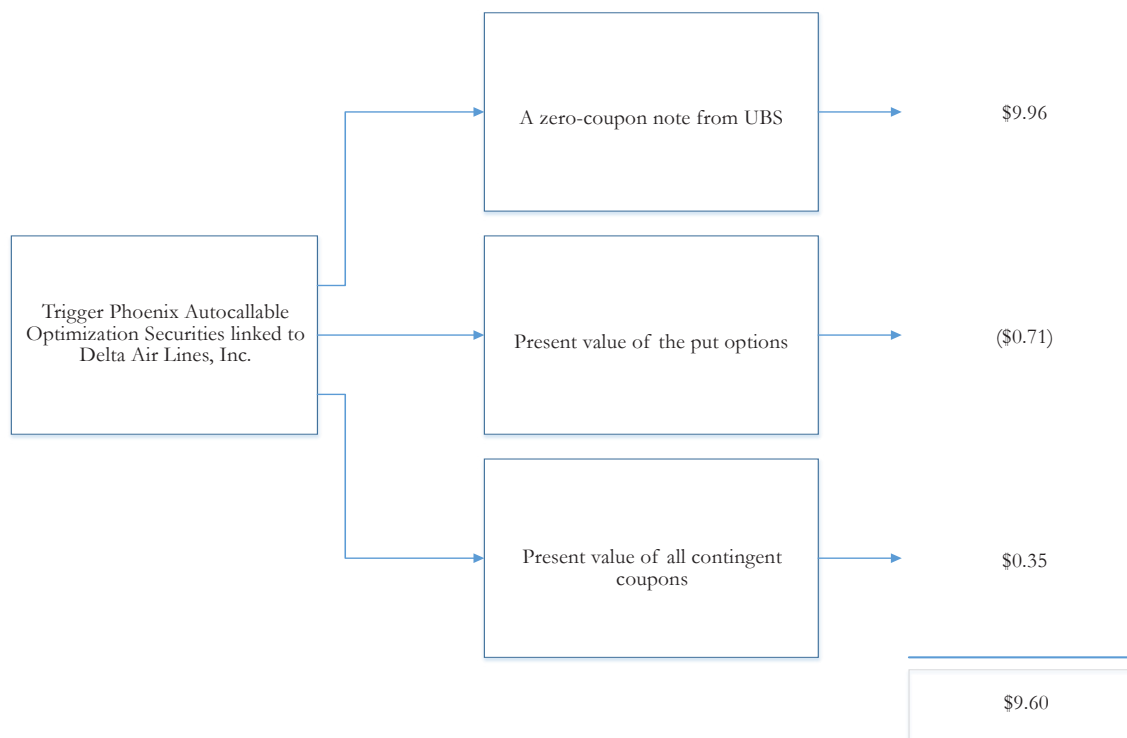 A zero-coupon note from UBS
$9.96
Trigger Phoenix Autocallable
Optimization Securities linked to
Delta Air Lines, Inc.
Present value of the put options
($0.71)
Present value of all contingent
coupons
$0.35
$9.60